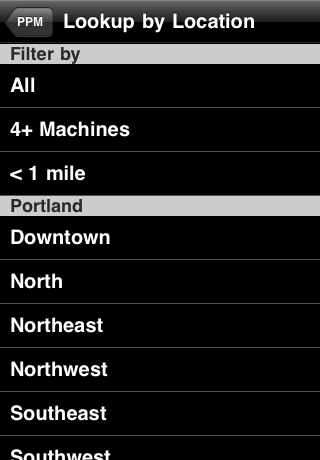 PPM Lookup by Location
Filter by
All
4+ Machines
< 1 mile
Portland
Downtown
North
Northeast
Northwest
Southeast
Southwest